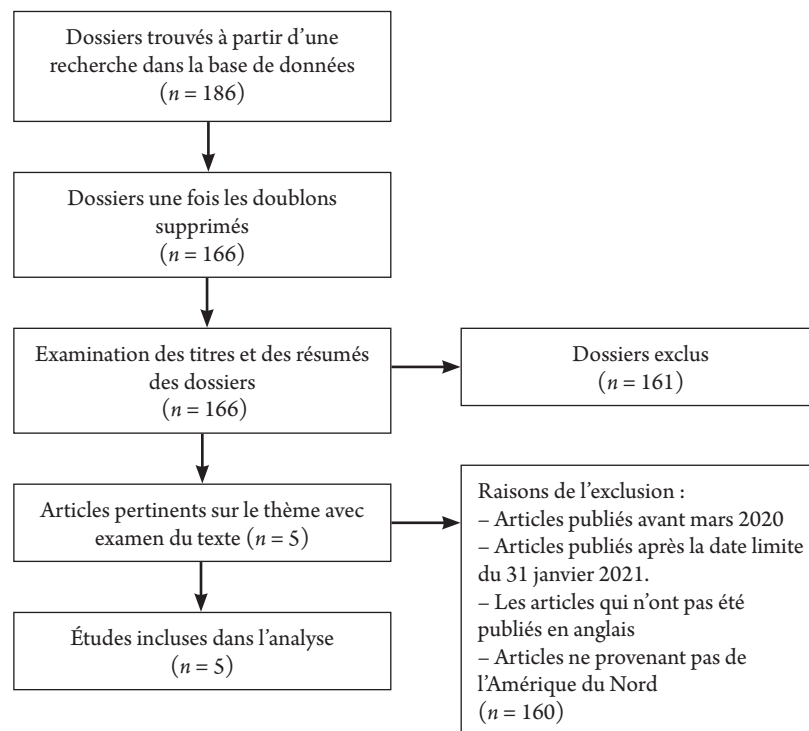 Dossiers trouvés à partir d’une
recherche dans la base de données
(n = 186)
Dossiers une fois les doublons
supprimés
(n = 166)
Examination des titres et des résumés
des dossiers
(n = 166)
Dossiers exclus
(n = 161)
Articles pertinents sur le thème avec
examen du texte (n = 5)
Raisons de l’exclusion :
– Articles publiés avant mars 2020
– Articles publiés après la date limite
du 31 janvier 2021.
– Les articles qui n’ont pas été
publiés en anglais
– Articles ne provenant pas de
l’Amérique du Nord
(n = 160)
Études incluses dans l’analyse
(n = 5)